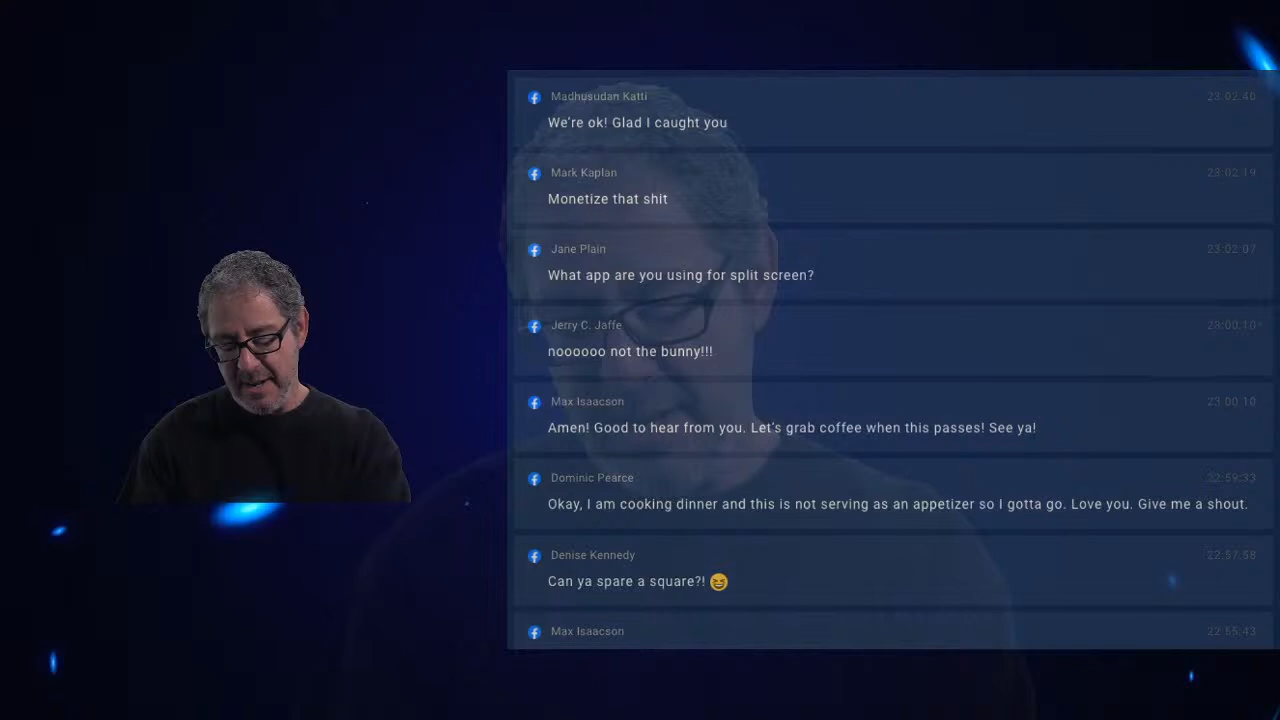 Madhusudan Katti 23:02:40
We're ok! Glad I caught you
Mark Kaplan 23:02:19
Monetize that shit
Jane Plain 23:02:07
What app are you using for split screen?
Jerry C. Jaffe 23:00:10
noooooo not the bunny!!!
Max Isaacson 23:00:10
Amen! Good to hear from you. Let's grab coffee when this passes! See ya!
Dominic Pearce 22:59:33
Okay, I am cooking dinner and this is not serving as an appetizer so I gotta go. Love you. Give me a shout.
Denise Kennedy 22:57:58
Can ya spare a square?! 😆
Max Isaacson 22:55:43